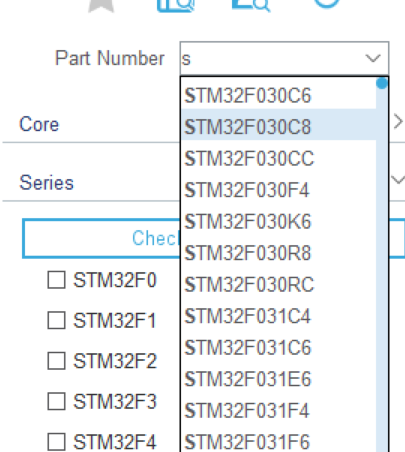 Part Number s
STM32F030C6
Core
STM32F030C8
STM32F030CC
Series
STM32F030F4
STM32F030K6
Chec
STM32F030R8
STM32F0
STM32F030RC
STM32F1
STM32F031C4
STM32F031C6
STM32F2
STM32F031E6
STM32F3
STM32F031F4
STM32F4
STM32F031F6